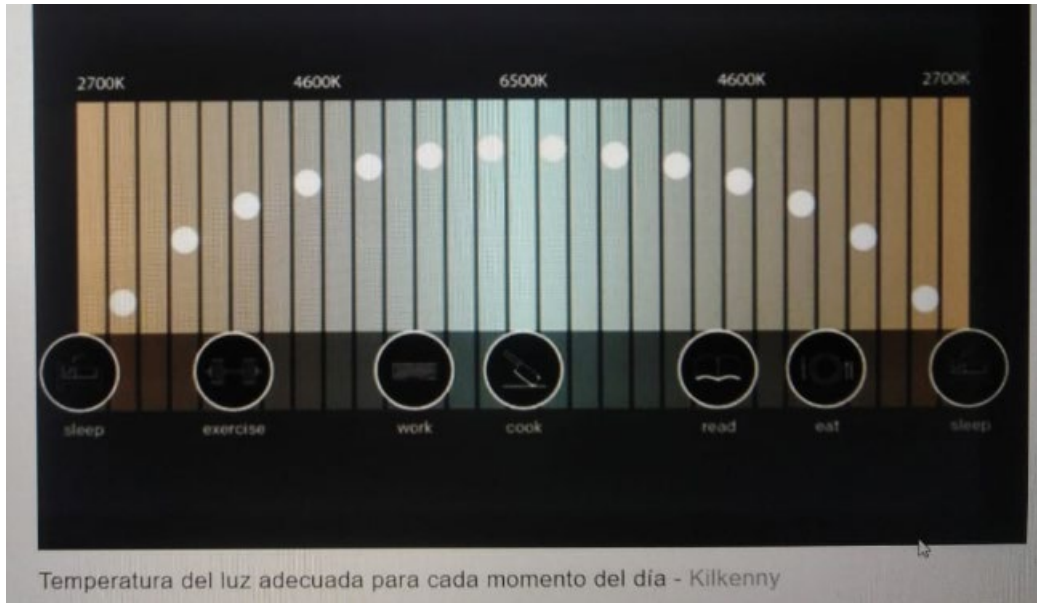 2700K 4600K 6500K 4600K 2700K
sleep exercise work cook read eat sleep
Temperatura del luz adecuada para cada momento del día - Kilkenny